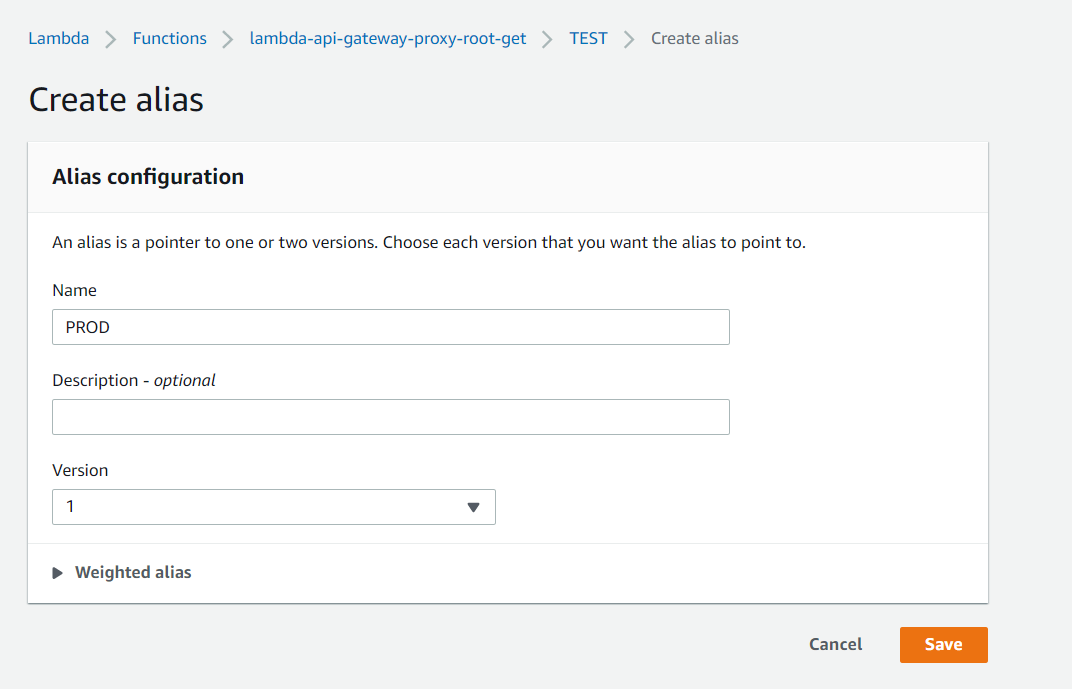 Lambda > Functions > lambda-api-gateway-proxy-root-get > TEST > Create alias
Create alias
Alias configuration
An alias is a pointer to one or two versions. Choose each version that you want the alias to point to.
Name
PROD
Description - optional
Version
1
Weighted alias
Cancel Save